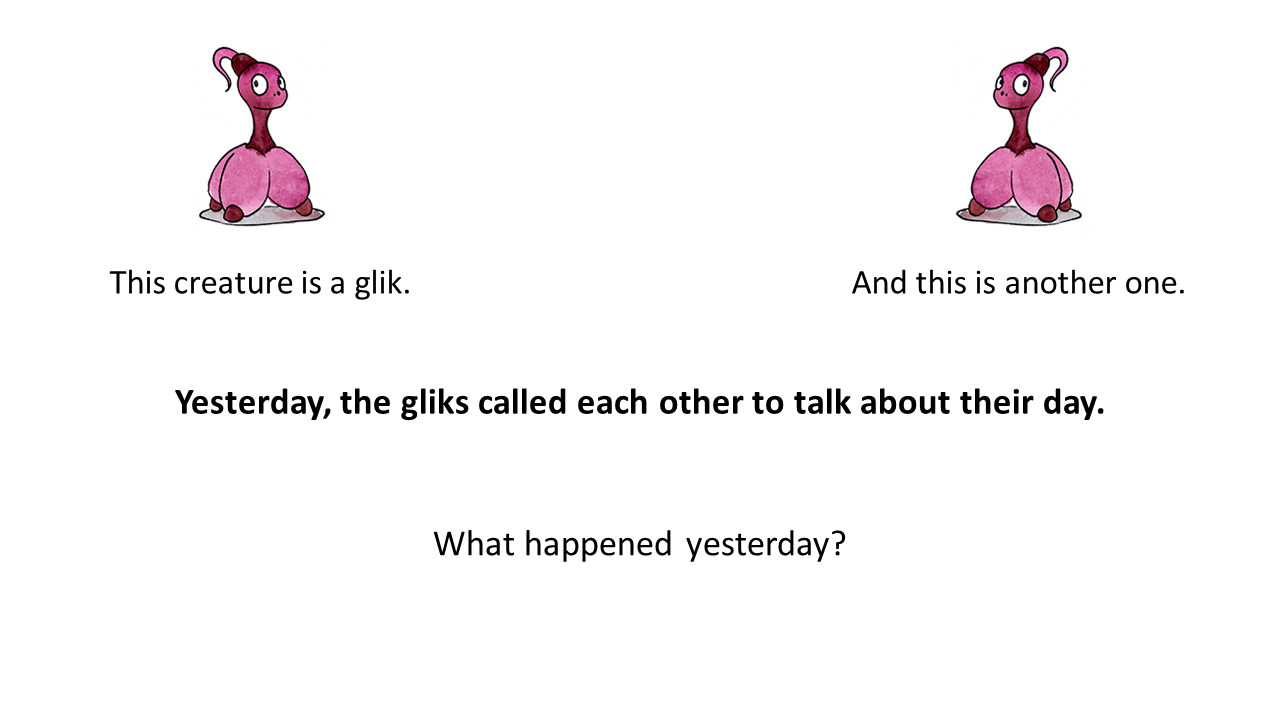 This creature is a glik.
And this is another one.
Yesterday, the gliks called each other to talk about their day.
What happened yesterday?